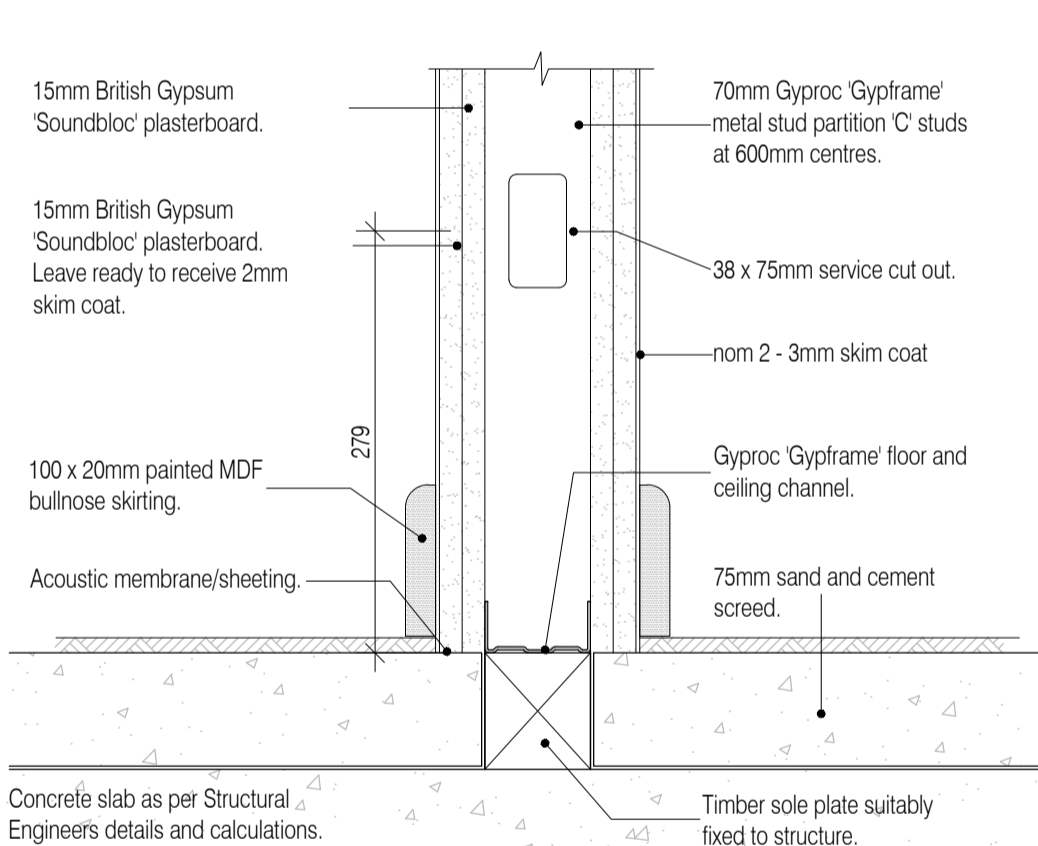 15mm British Gypsum
'Soundbloc' plasterboard.
15mm British Gypsum
'Soundbloc' plasterboard.
Leave ready to receive 2mm
skim coat.
279
100 x 20mm painted MDF
bullnose skirting.
Acoustic membrane/sheeting.
Concrete slab as per Structural
Engineers details and calculations.
70mm Gyproc 'Gypframe'
metal stud partition 'C' studs
at 600mm centres.
38 x 75mm service cut out.
nom 2 - 3mm skim coat
Gyproc 'Gypframe' floor and
ceiling channel.
75mm sand and cement
screed.
Timber sole plate suitably
fixed to structure.